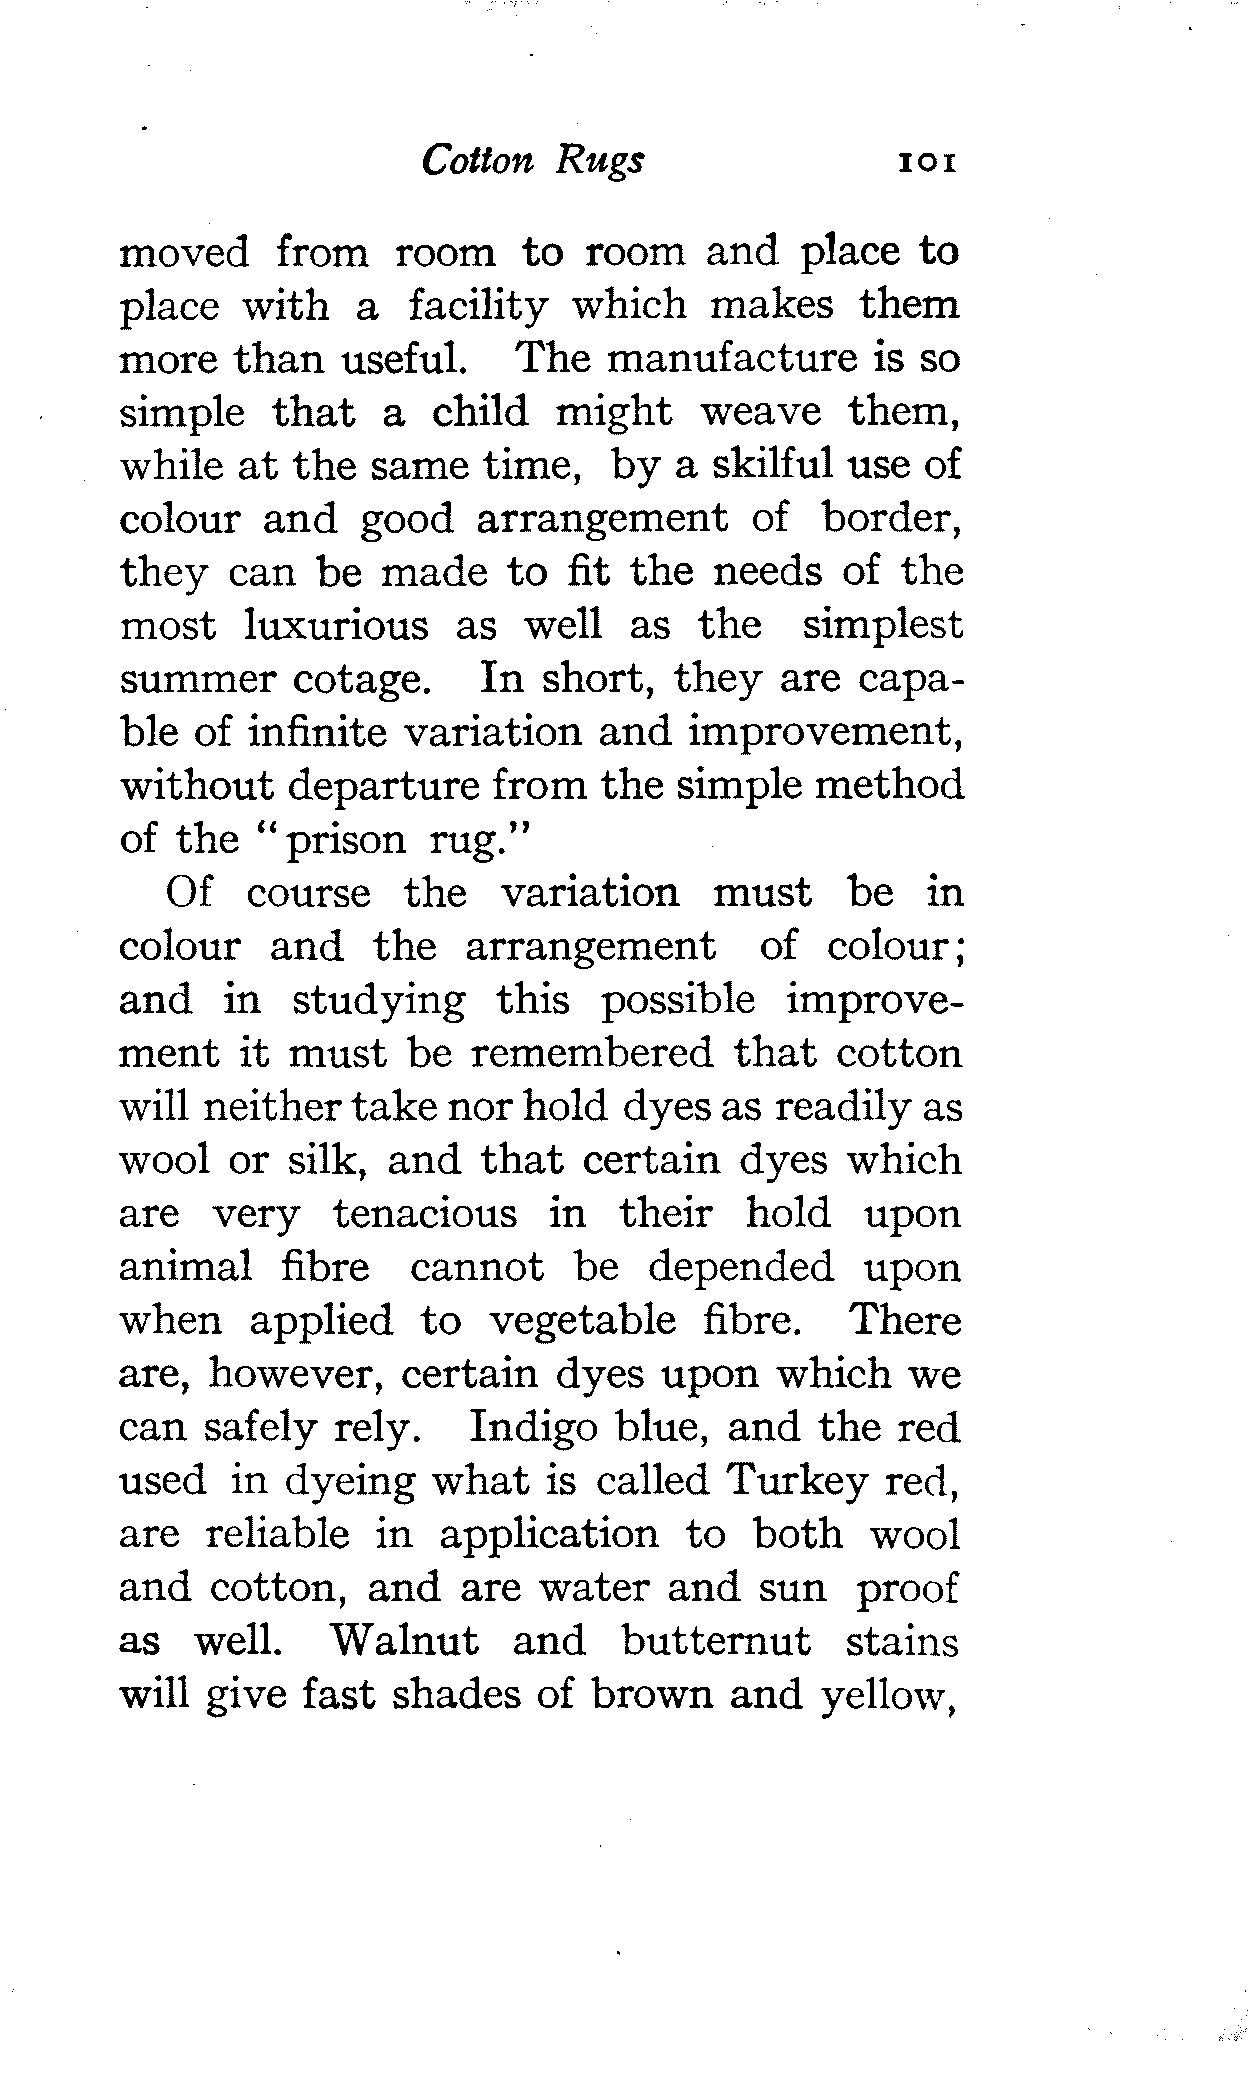 Cotton Rugs 101
moved from room to room and place to
place with a facility which makes them
more than useful. The manufacture is so
simple that a child might weave them,
while at the same time, by a skilful use of
colour and good arrangement of border,
they can be made to fit the needs of the
most luxurious as well as the simplest
summer cotage. In short, they are capa-
ble of infinite variation and improvement,
without departure from the simple method
of the "prison rug."
Of course the variation must be in
colour and the arrangement of colour;
and in studying this possible improve-
ment it must be remembered that cotton
will neither take nor hold dyes as readily as
wool or silk, and that certain dyes which
are very tenacious in their hold upon
animal fibre cannot be depended upon
when applied to vegetable fibre. There
are, however, certain dyes upon which we
can safely rely. Indigo blue, and the red
used in dyeing what is called Turkey red,
are reliable in application to both wool
and cotton, and are water and sun proof
as well. Walnut and butternut stains
will give fast shades of brown and yellow,